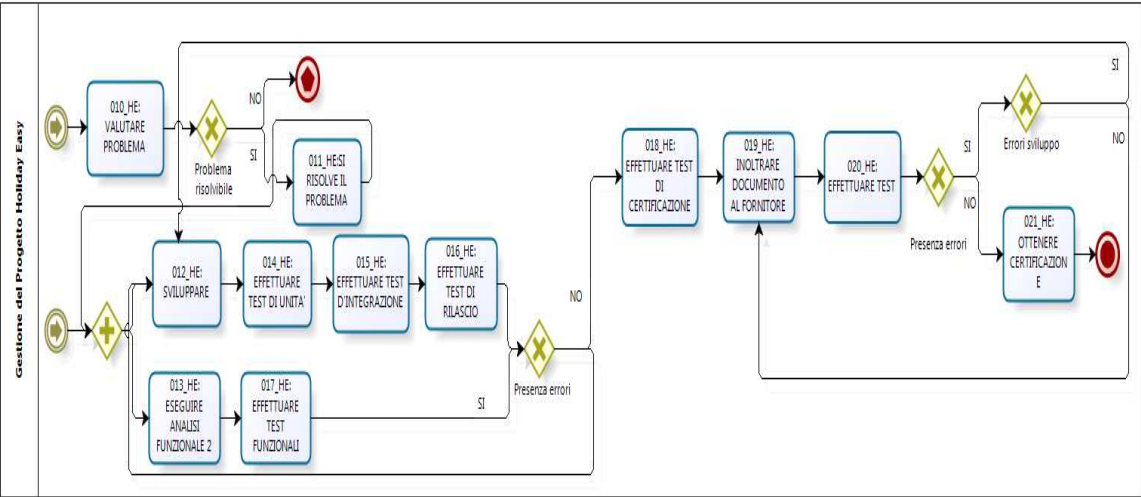 Gestione del Progetto Holiday Easy
010_HE:
VALUTARE
PROBLEMA
Problema
risolvibile
NO
SI
011_HE:SI
RISOLVE IL
PROBLEMA
012_HE:
SVILUPPARE
014_HE:
EFFETTUARE
TEST DI UNITA'
015_HE:
EFFETTUARE TEST
D'INTEGRAZIONE
016_HE:
EFFETTUARE
TEST DI
RILASCIO
013_HE:
ESEGUIRE
ANALISI
FUNZIONALE 2
017_HE:
EFFETTUARE
TEST
FUNZIONALI
SI
Presenza errori
NO
018_HE:
EFFETTUARE TEST
DI
CERTIFICAZIONE
019_HE:
INOLTRARE
DOCUMENTO
AL FORNITORE
020_HE:
EFFETTUARE TEST
Presenza errori
SI
NO
Errori sviluppo
SI
NO
021_HE:
OTTENERE
CERTIFICAZION
E